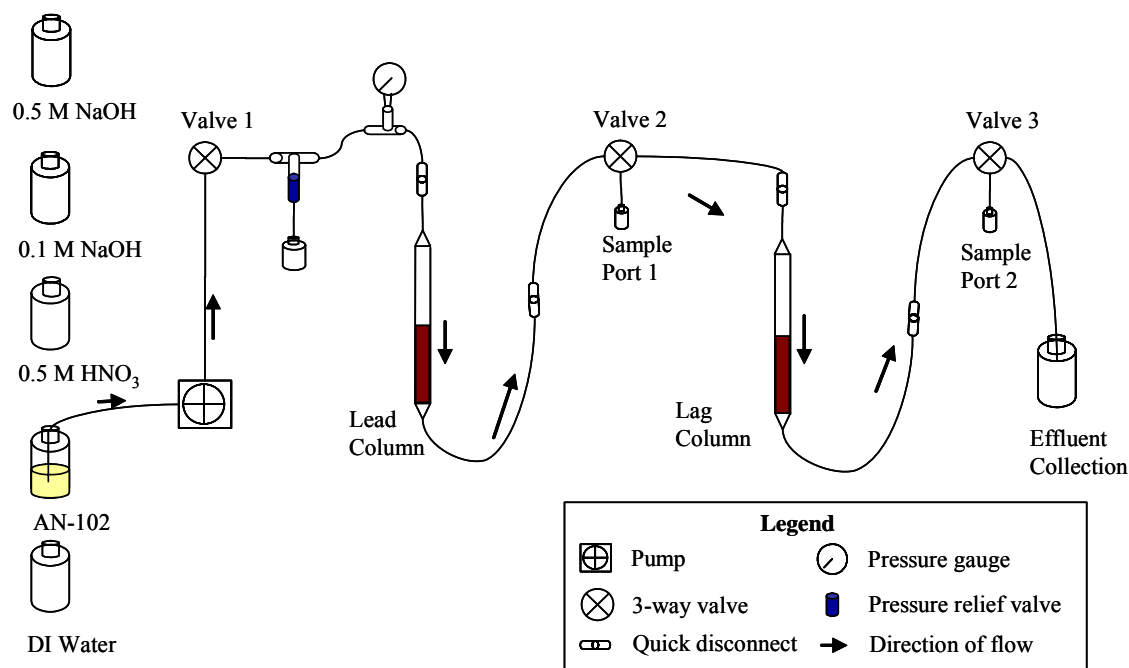 0.5 M NaOH
0.1 M NaOH
0.5 M HNO3
AN-102
DI Water
Valve 1
Lead
Column
Valve 2
Sample
Port 1
Lag
Column
Valve 3
Sample
Port 2
Effluent
Collection
Legend
Pump
Pressure gauge
3-way valve
Pressure relief valve
Quick disconnect
Direction of flow